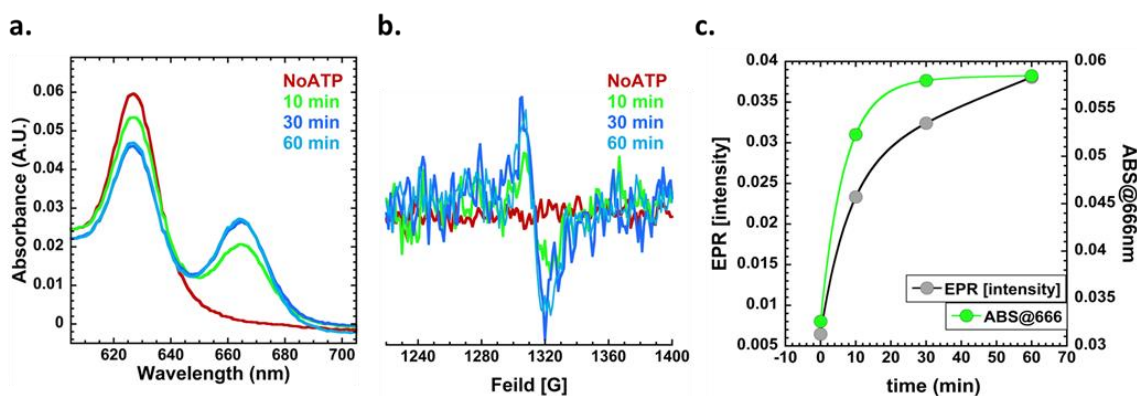 a.
NoATP
10 min
30 min
60 min
0.06
0.05
0.04
0.03
0.02
0.01
0
Absorbance (A.U.)
620 640 660 680 700
Wavelength (nm)
b.
NoATP
10 min
30 min
60 min
1240 1280 1320 1360 1400
Feild [G]
c.
0.04
0.035
0.03
0.025
0.02
0.015
0.01
0.005
EPR [intensity]
0.06
0.055
0.05
0.045
0.04
0.035
0.03
ABS@666nm
EPR [intensity]
ABS@666
-10 0 10 20 30 40 50 60 70
time (min)